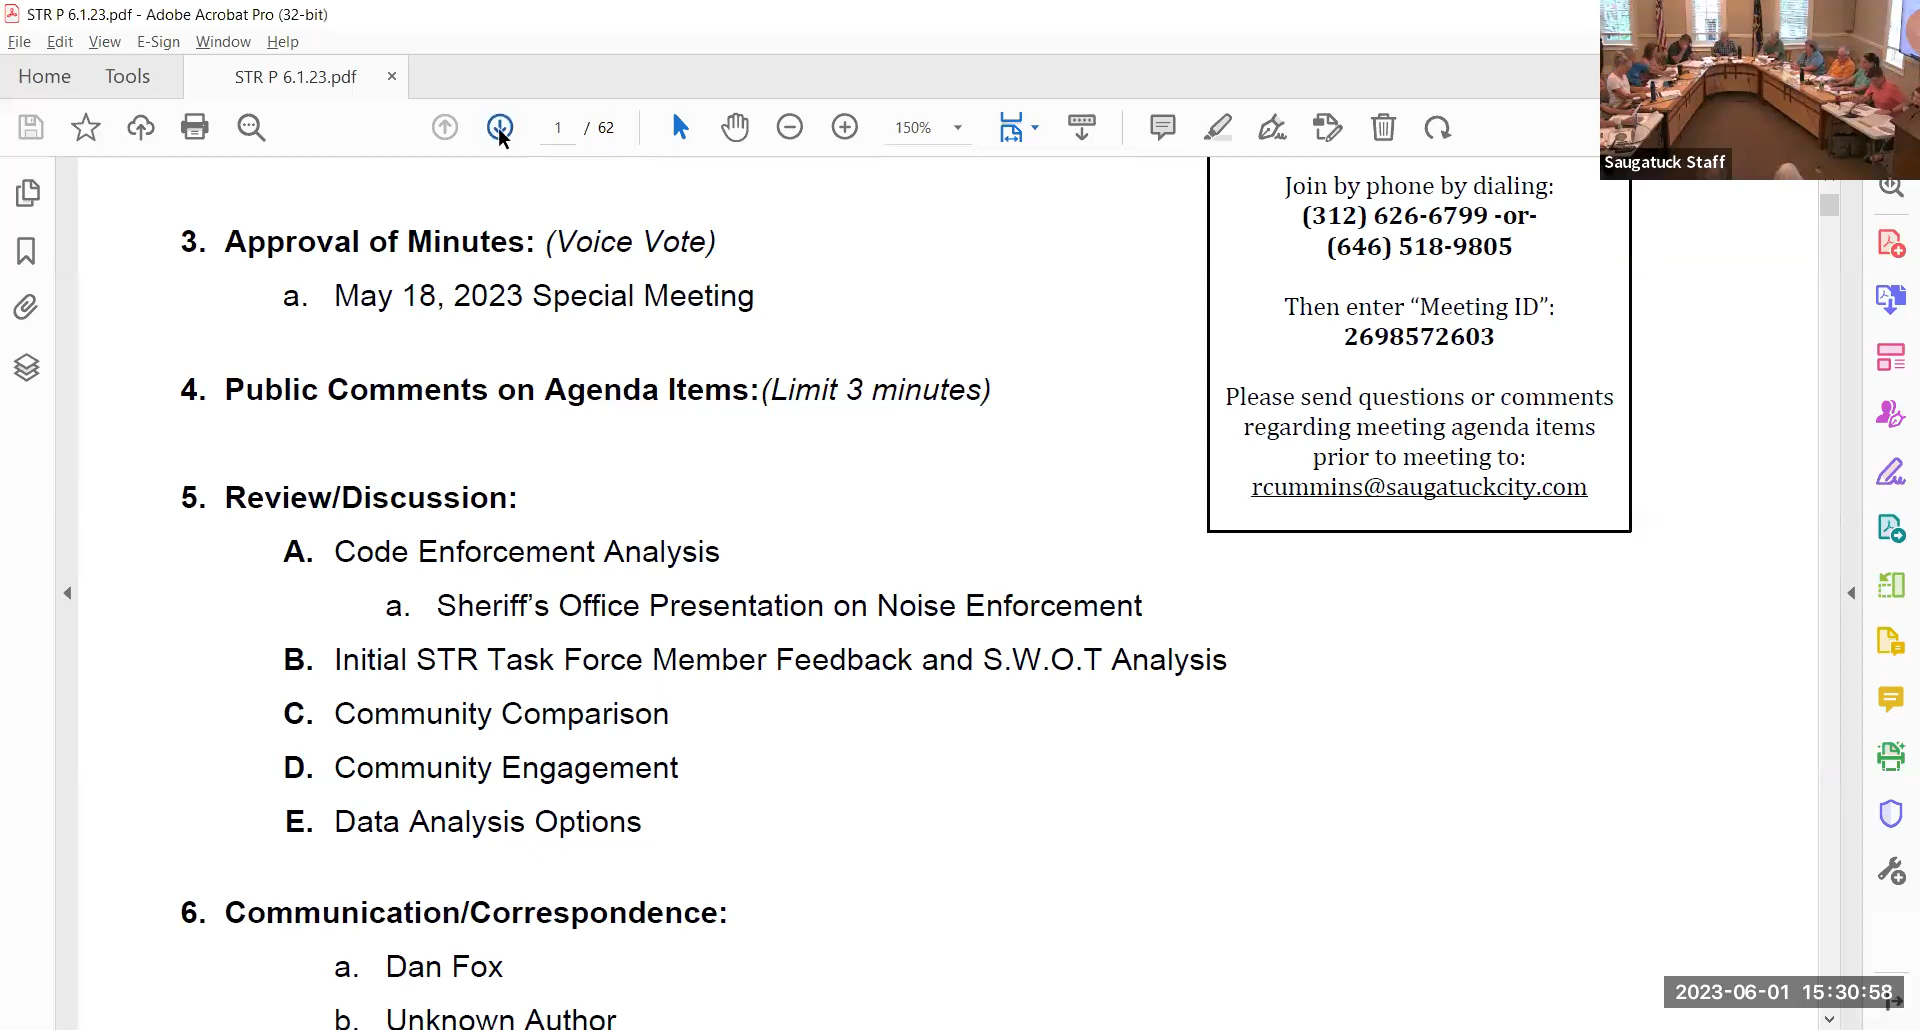 STR P 6.1.23.pdf - Adobe Acrobat Pro (32-bit)
File Edit View E-Sign Window Help
Home Tools STR P 6.1.23.pdf ×
1 / 62 150%
Saugatuck Staff
Join by phone by dialing:
(312) 626-6799 -or-
(646) 518-9805
Then enter “Meeting ID”:
2698572603
Please send questions or comments
regarding meeting agenda items
prior to meeting to:
rcummins@saugatuckcity.com
3. Approval of Minutes: (Voice Vote)
a. May 18, 2023 Special Meeting
4. Public Comments on Agenda Items:(Limit 3 minutes)
5. Review/Discussion:
A. Code Enforcement Analysis
a. Sheriff’s Office Presentation on Noise Enforcement
B. Initial STR Task Force Member Feedback and S.W.O.T Analysis
C. Community Comparison
D. Community Engagement
E. Data Analysis Options
6. Communication/Correspondence:
a. Dan Fox
b. Unknown Author
2023-06-01 15:30:58